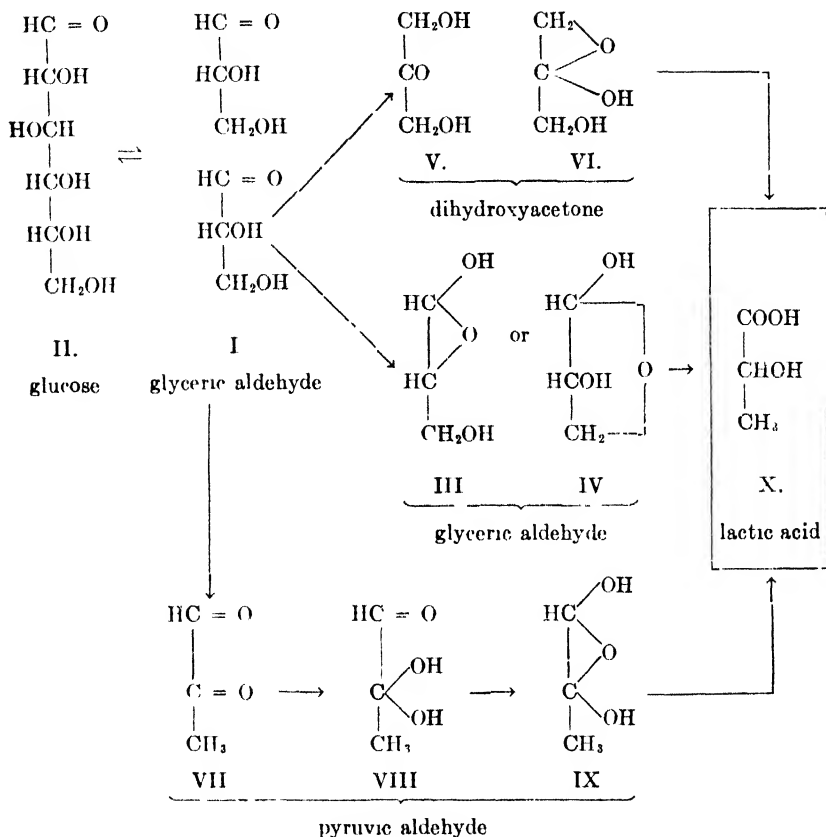 HC = O HC = O CH₂OH CH₂
HCOH HCOH CO C O OH
HOCH CH₂OH CH₂OH CH₂OH
⇌ V. VI.
HCOH HC = O dihydroxyacetone
HCOH HCOH
CH₂OH CH₂OH
II. I
glucose glyceric aldehyde
OH OH
HC O or HC
HC HCOH O
CH₂OH CH₂
III IV
glyceric aldehyde
COOH
CHOH
CH₃
X.
lactic acid
HC = O HC = O HC OH
C = O C OH OH C O OH
CH₃ CH₃ CH₃
VII VIII IX
pyruvic aldehyde